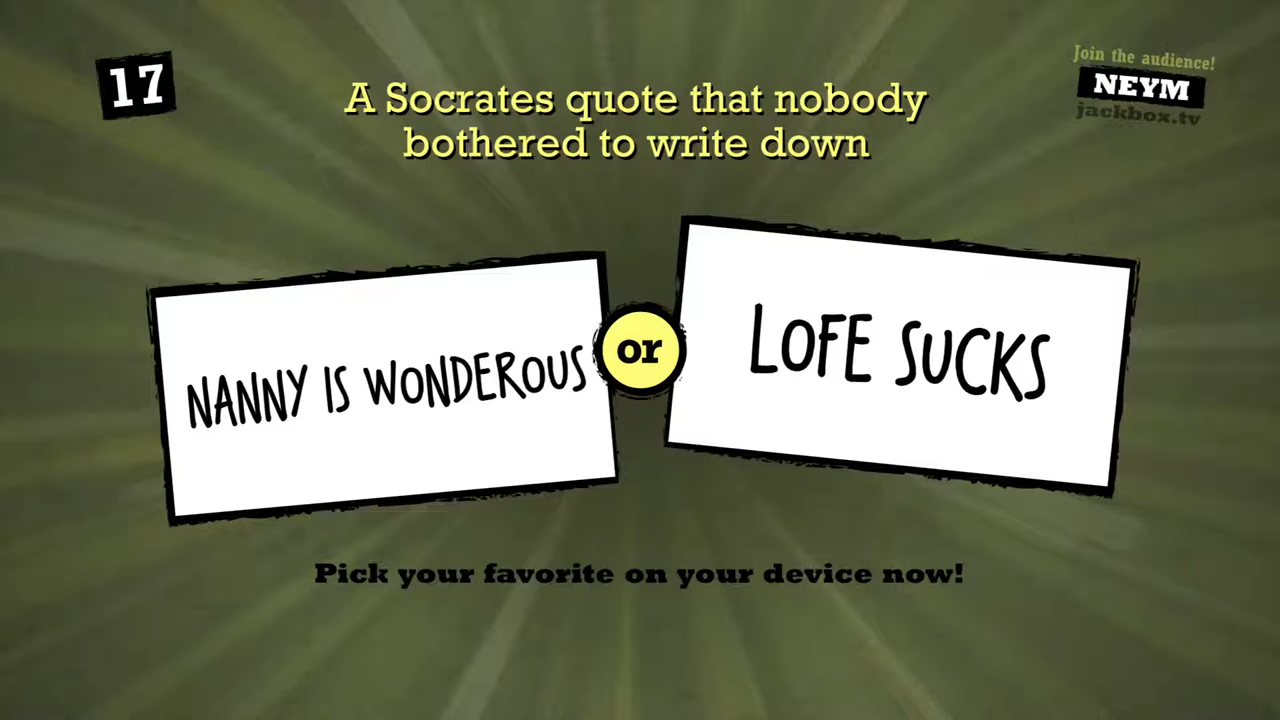 17
Join the audience!
NEYM
jackbox.tv
A Socrates quote that nobody
bothered to write down
NANNY IS WONDEROUS
or
LOFE SUCKS
Pick your favorite on your device now!